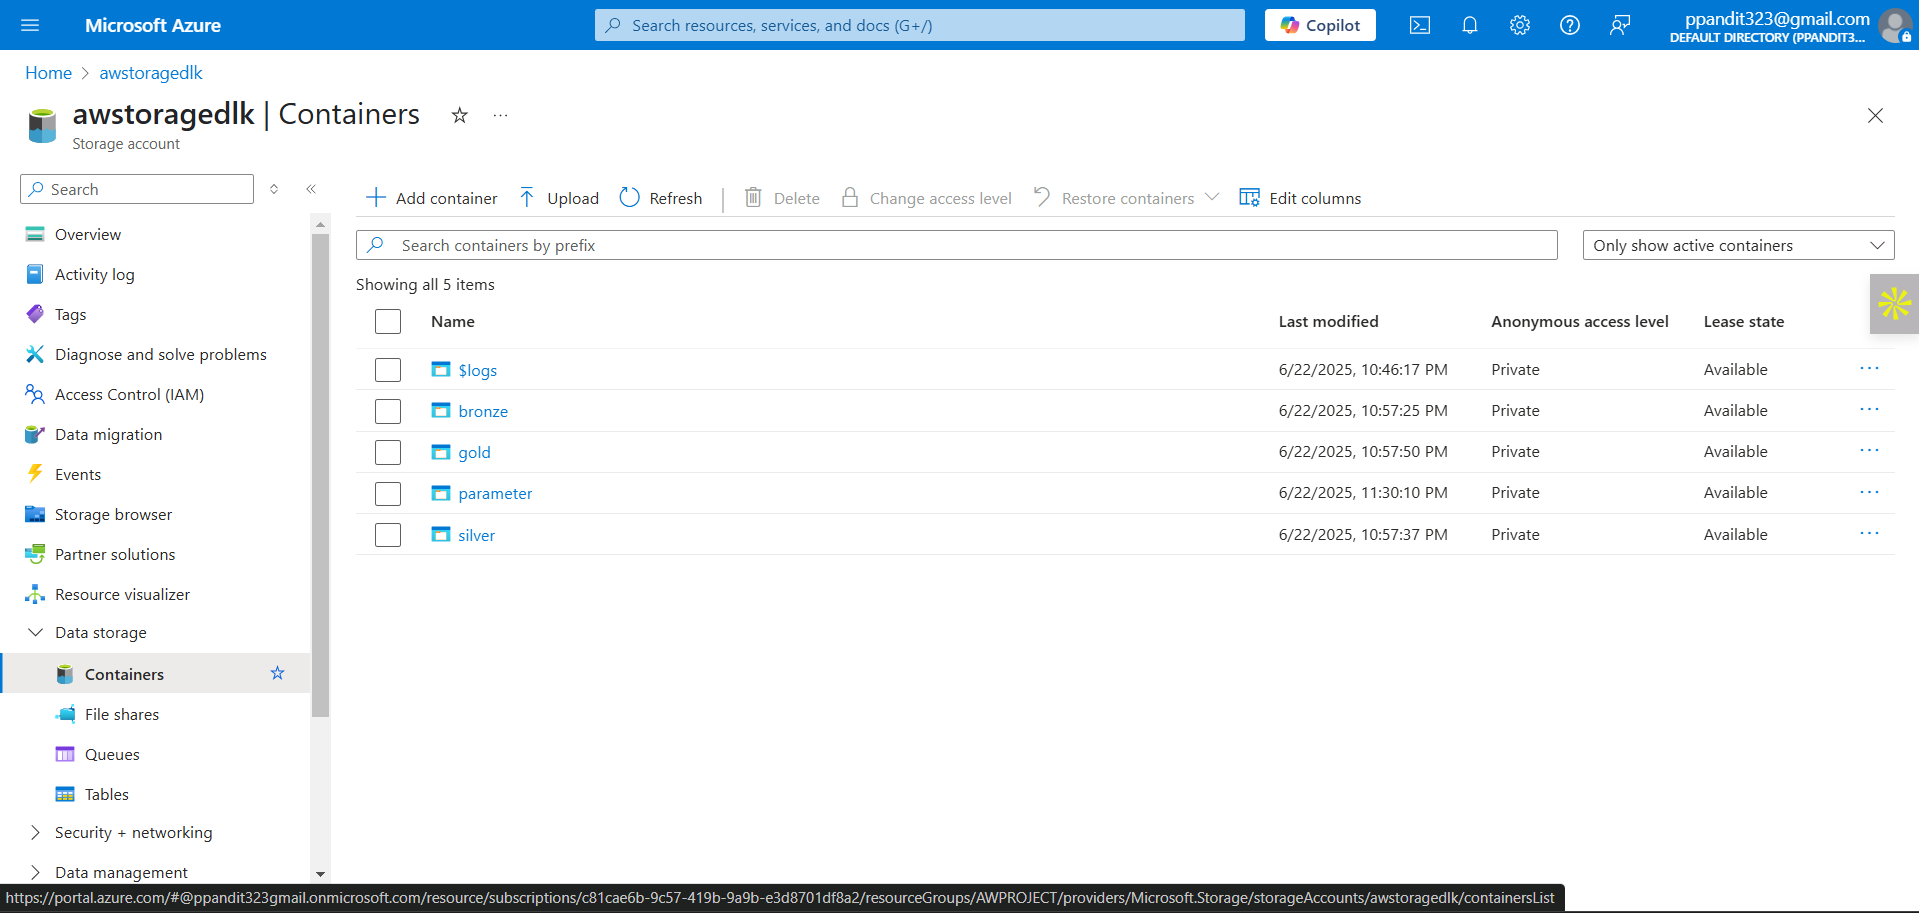 Microsoft Azure
Search resources, services, and docs (G+/)
Copilot
ppandit323@gmail.com
DEFAULT DIRECTORY (PPANDIT3...
Home > awstoragedlk
awstoragedlk | Containers
Storage account
Search
Add container
Upload
Refresh
Delete
Change access level
Restore containers
Edit columns
Search containers by prefix
Only show active containers
Showing all 5 items
Name Last modified Anonymous access level Lease state
$logs 6/22/2025, 10:46:17 PM Private Available
bronze 6/22/2025, 10:57:25 PM Private Available
gold 6/22/2025, 10:57:50 PM Private Available
parameter 6/22/2025, 11:30:10 PM Private Available
silver 6/22/2025, 10:57:37 PM Private Available
Overview
Activity log
Tags
Diagnose and solve problems
Access Control (IAM)
Data migration
Events
Storage browser
Partner solutions
Resource visualizer
Data storage
Containers
File shares
Queues
Tables
Security + networking
Data management
https://portal.azure.com/#@ppandit323gmail.onmicrosoft.com/resource/subscriptions/c81cae6b-9c57-419b-9a9b-e3d8701df8a2/resourceGroups/AWPROJECT/providers/Microsoft.Storage/storageAccounts/awstoragedlk/containersList